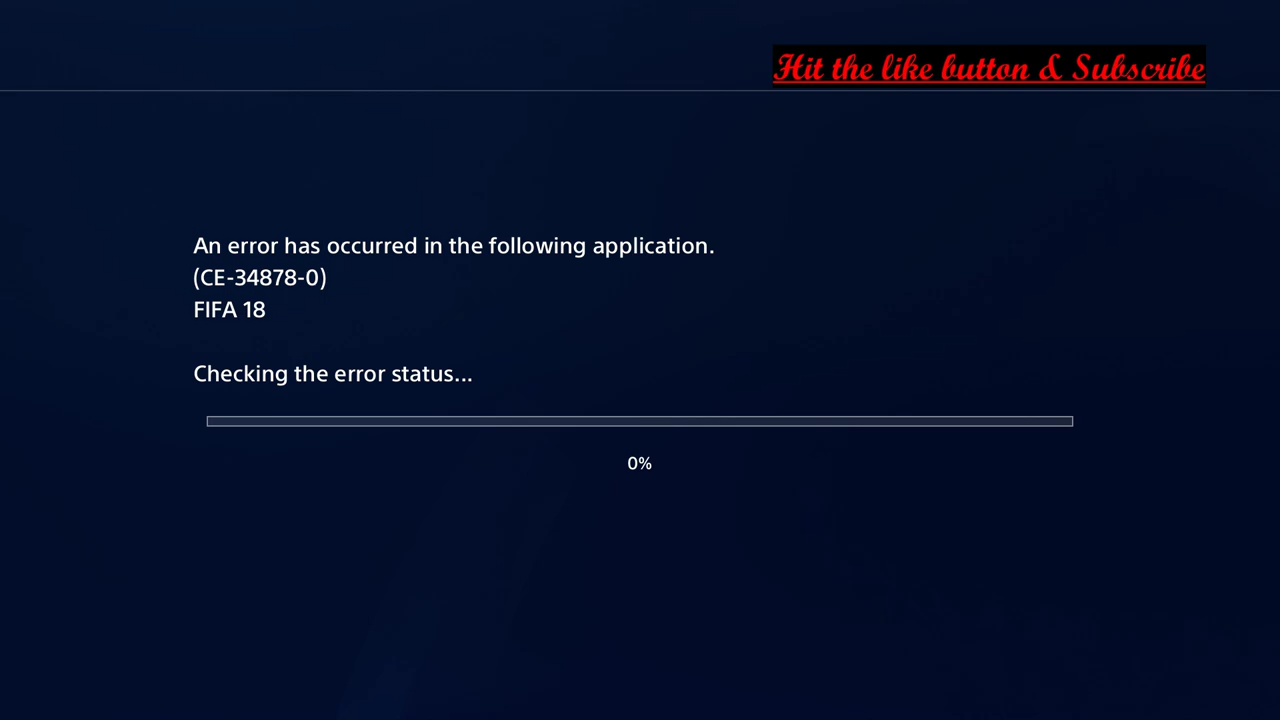 Hit the like button & Subscribe
An error has occurred in the following application.
(CE-34878-0)
FIFA 18
Checking the error status...
0%